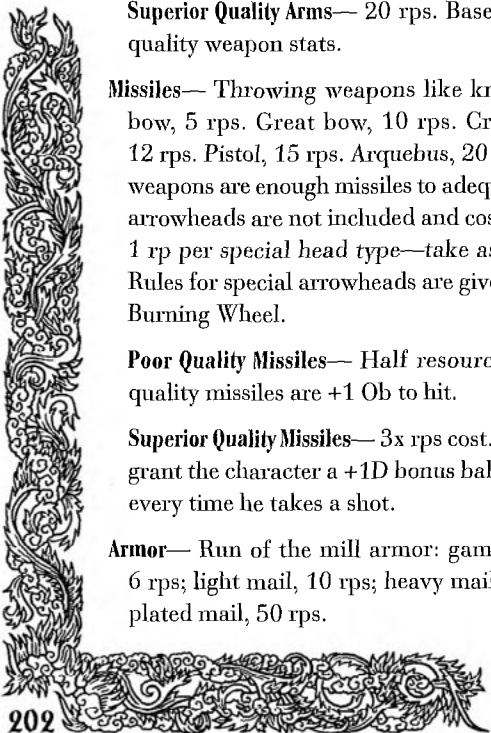 Superior Quality Arms— 20 rps. Base
quality weapon stats.
Missiles— Throwing weapons like kn
bow, 5 rps. Great bow, 10 rps. Cr
12 rps. Pistol, 15 rps. Arquebus, 20
weapons are enough missiles to adeq
arrowheads are not included and cos
1 rp per special head type—take as
Rules for special arrowheads are give
Burning Wheel.
Poor Quality Missiles— Half resourc
quality missiles are +1 Ob to hit.
Superior Quality Missiles— 3x rps cost.
grant the character a +1D bonus bal
every time he takes a shot.
Armor— Run of the mill armor: gam
6 rps; light mail, 10 rps; heavy mail
plated mail, 50 rps.
202